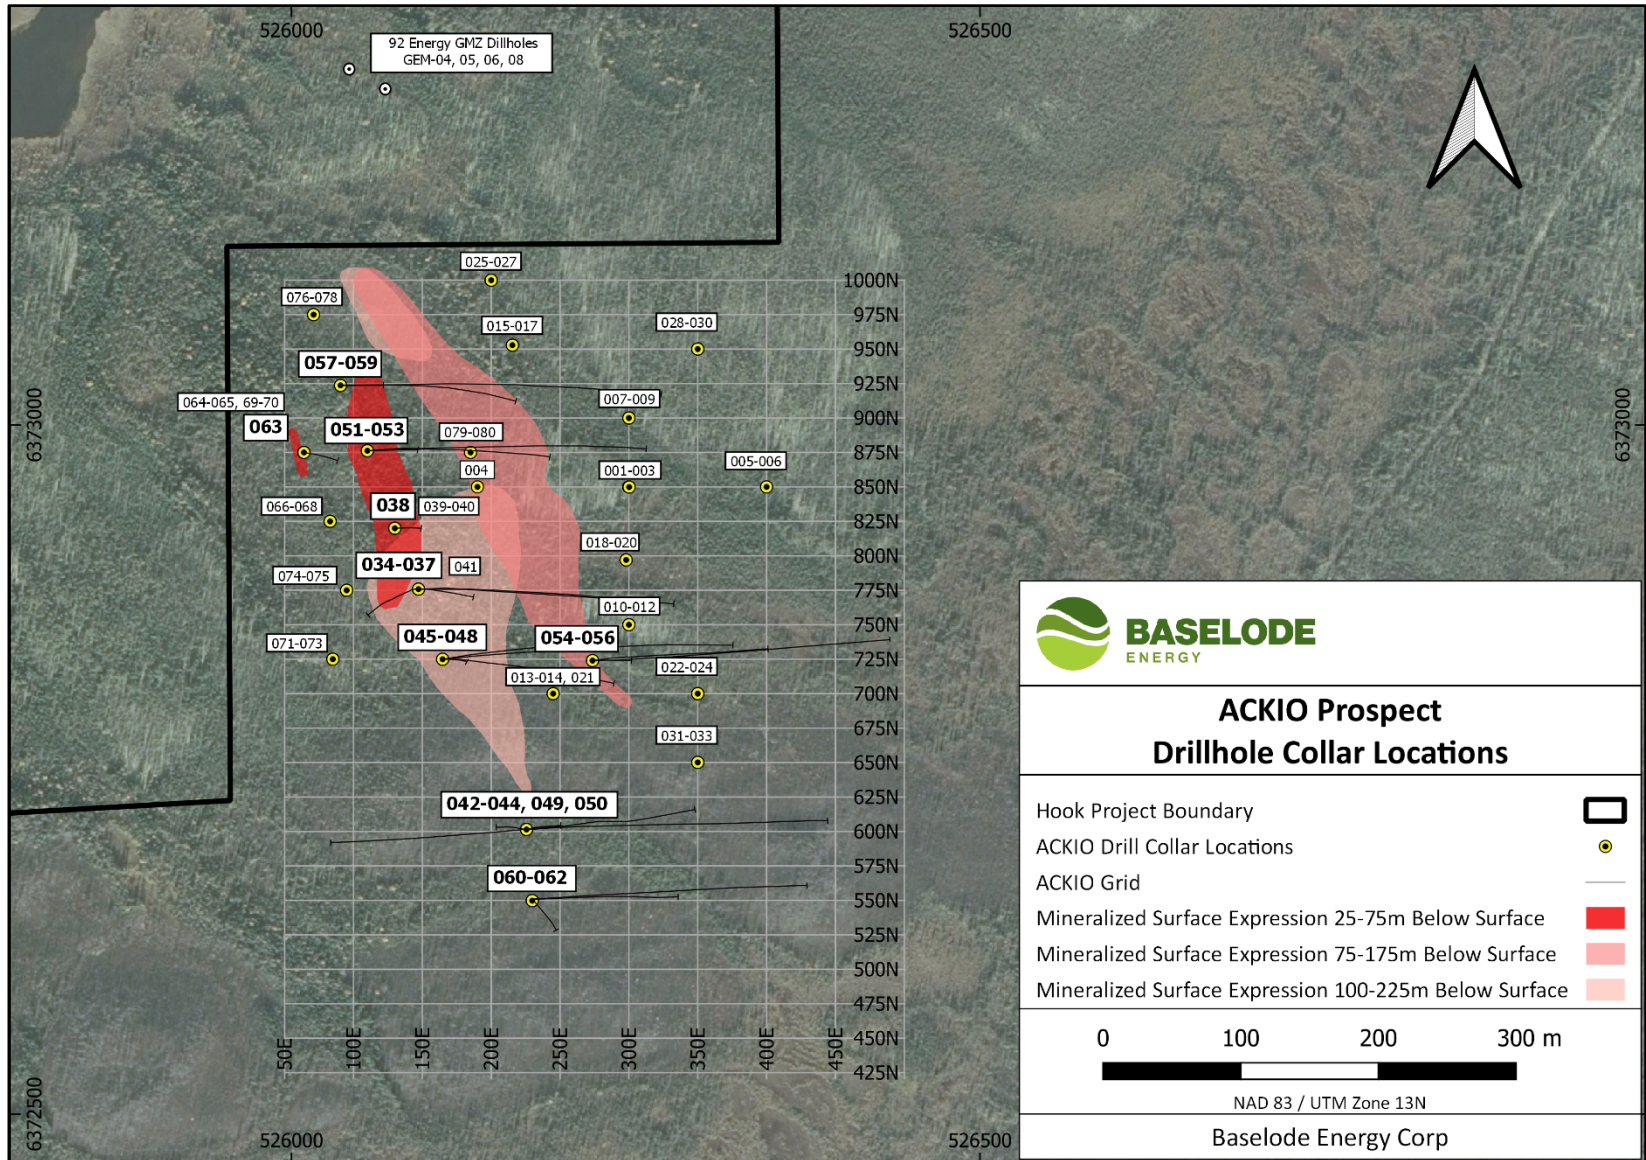 526000
526500
92 Energy GMZ Dillholes
GEM-04, 05, 06, 08
6373000
6373000
6372500
025-027
076-078
015-017
028-030
057-059
064-065, 69-70
007-009
063
051-053
079-080
004
001-003
005-006
066-068
038
039-040
018-020
034-037
041
074-075
010-012
045-048
054-056
071-073
013-014, 021
022-024
031-033
042-044, 049, 050
060-062
1000N
975N
950N
925N
900N
875N
850N
825N
800N
775N
750N
725N
700N
675N
650N
625N
600N
575N
550N
525N
500N
475N
450N
425N
50E
100E
150E
200E
250E
300E
350E
400E
450E
526000
526500
BASELODE
ENERGY
ACKIO Prospect
Drillhole Collar Locations
Hook Project Boundary
ACKIO Drill Collar Locations
ACKIO Grid
Mineralized Surface Expression 25-75m Below Surface
Mineralized Surface Expression 75-175m Below Surface
Mineralized Surface Expression 100-225m Below Surface
0 100 200 300 m
NAD 83 / UTM Zone 13N
Baselode Energy Corp